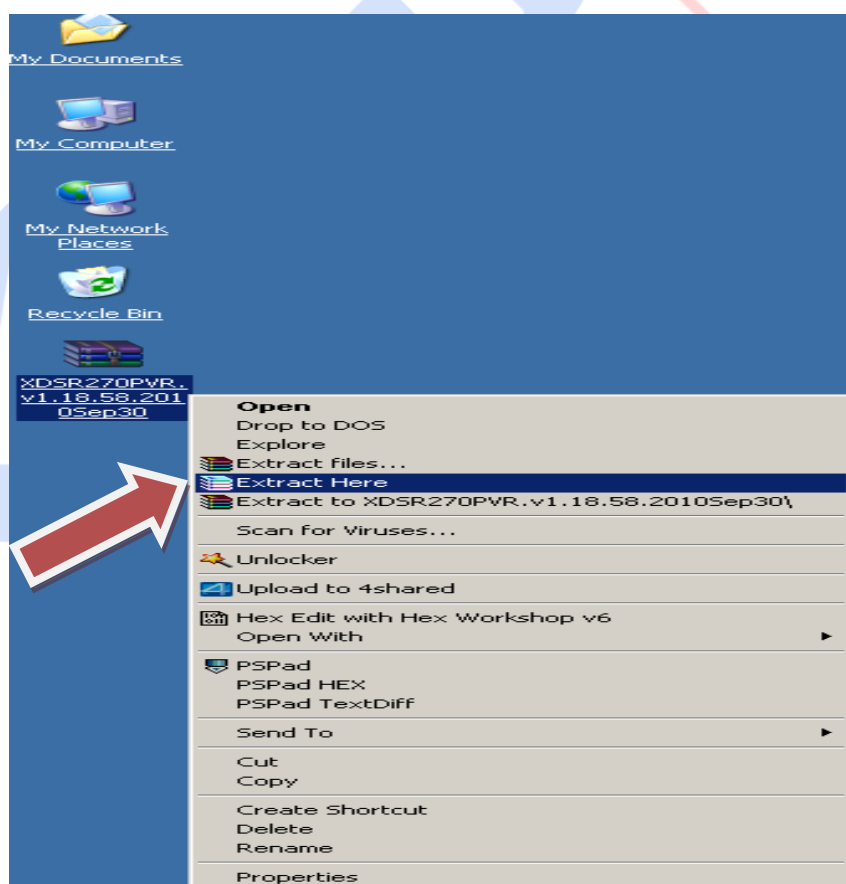 My Documents
My Computer
My Network
Places
Recycle Bin
XDSR270PVR.
v1.18.58.201
0Sep30
Open
Drop to DOS
Explore
Extract files...
Extract Here
Extract to XDSR270PVR.v1.18.58.2010Sep30\
Scan for Viruses...
Unlocker
Upload to 4shared
Hex Edit with Hex Workshop v6
Open With
PSPad
PSPad HEX
PSPad TextDiff
Send To
Cut
Copy
Create Shortcut
Delete
Rename
Properties